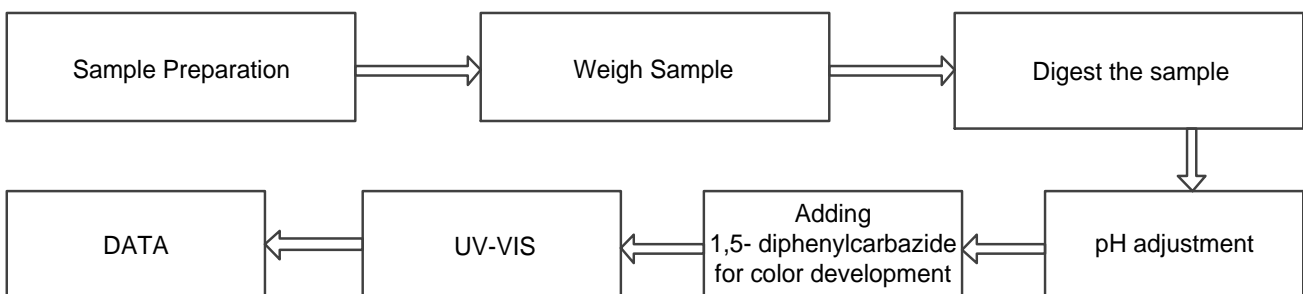 Sample Preparation
Weigh Sample
Digest the sample
pH adjustment
Adding
1,5- diphenylcarbazide
for color development
UV-VIS
DATA